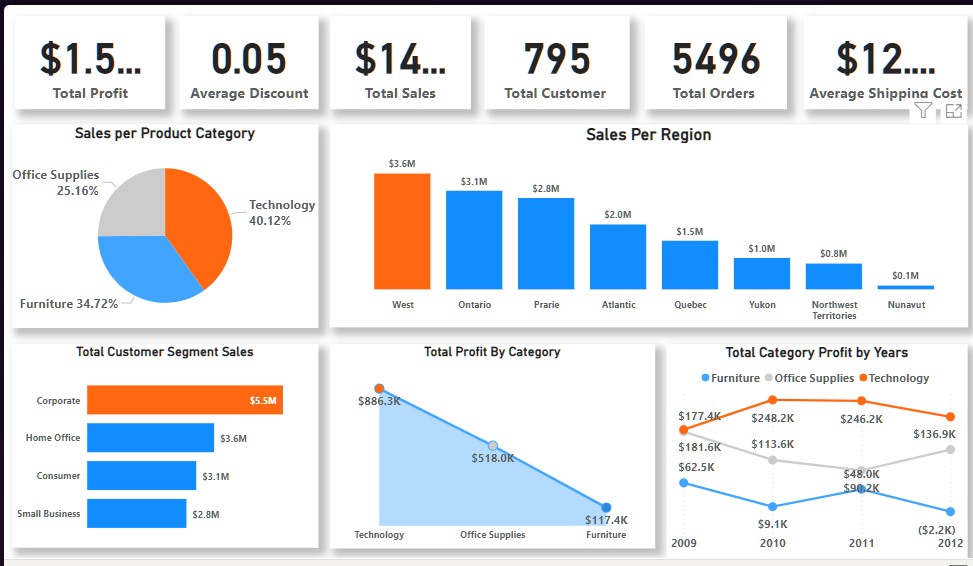 $1.5...
Total Profit
0.05
Average Discount
$14...
Total Sales
795
Total Customer
5496
Total Orders
$12....
Average Shipping Cost
Sales per Product Category
Office Supplies
25.16%
Technology
40.12%
Furniture 34.72%
Sales Per Region
$3.6M
$3.1M
$2.8M
$2.0M
$1.5M
$1.0M
$0.8M
$0.1M
West
Ontario
Prarie
Atlantic
Quebec
Yukon
Northwest
Territories
Nunavut
Total Customer Segment Sales
Corporate
$5.5M
Home Office
$3.6M
Consumer
$3.1M
Small Business
$2.8M
Total Profit By Category
$886.3K
$518.0K
$117.4K
Technology
Office Supplies
Furniture
Total Category Profit by Years
Furniture
Office Supplies
Technology
$177.4K
$248.2K
$246.2K
$136.9K
$181.6K
$113.6K
$62.5K
$48.0K
$90.2K
$9.1K
($2.2K)
2009
2010
2011
2012